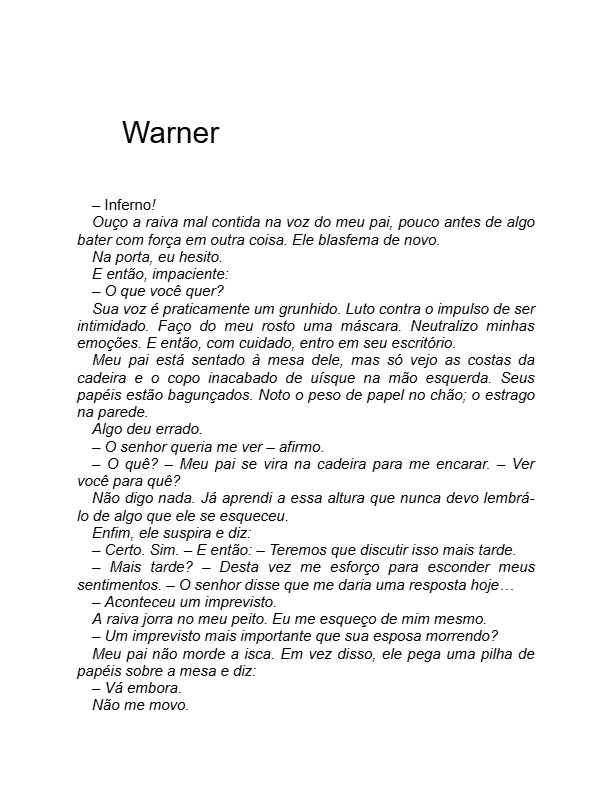 Warner
– Inferno!
Ouço a raiva mal contida na voz do meu pai, pouco antes de algo
bater com força em outra coisa. Ele blasfema de novo.
Na porta, eu hesito.
E então, impaciente:
– O que você quer?
Sua voz é praticamente um grunhido. Luto contra o impulso de ser
intimidado. Faço do meu rosto uma máscara. Neutralizo minhas
emoções. E então, com cuidado, entro em seu escritório.
Meu pai está sentado à mesa dele, mas só vejo as costas da
cadeira e o copo inacabado de uísque na mão esquerda. Seus
papéis estão bagunçados. Noto o peso de papel no chão; o estrago
na parede.
Algo deu errado.
– O senhor queria me ver – afirmo.
– O quê? – Meu pai se vira na cadeira para me encarar. – Ver
você para quê?
Não digo nada. Já aprendi a essa altura que nunca devo lembrá-
lo de algo que ele se esqueceu.
Enfim, ele suspira e diz:
– Certo. Sim. – E então: – Teremos que discutir isso mais tarde.
– Mais tarde? – Desta vez me esforço para esconder meus
sentimentos. – O senhor disse que me daria uma resposta hoje…
– Aconteceu um imprevisto.
A raiva jorra no meu peito. Eu me esqueço de mim mesmo.
– Um imprevisto mais importante que sua esposa morrendo?
Meu pai não morde a isca. Em vez disso, ele pega uma pilha de
papéis sobre a mesa e diz:
– Vá embora.
Não me movo.